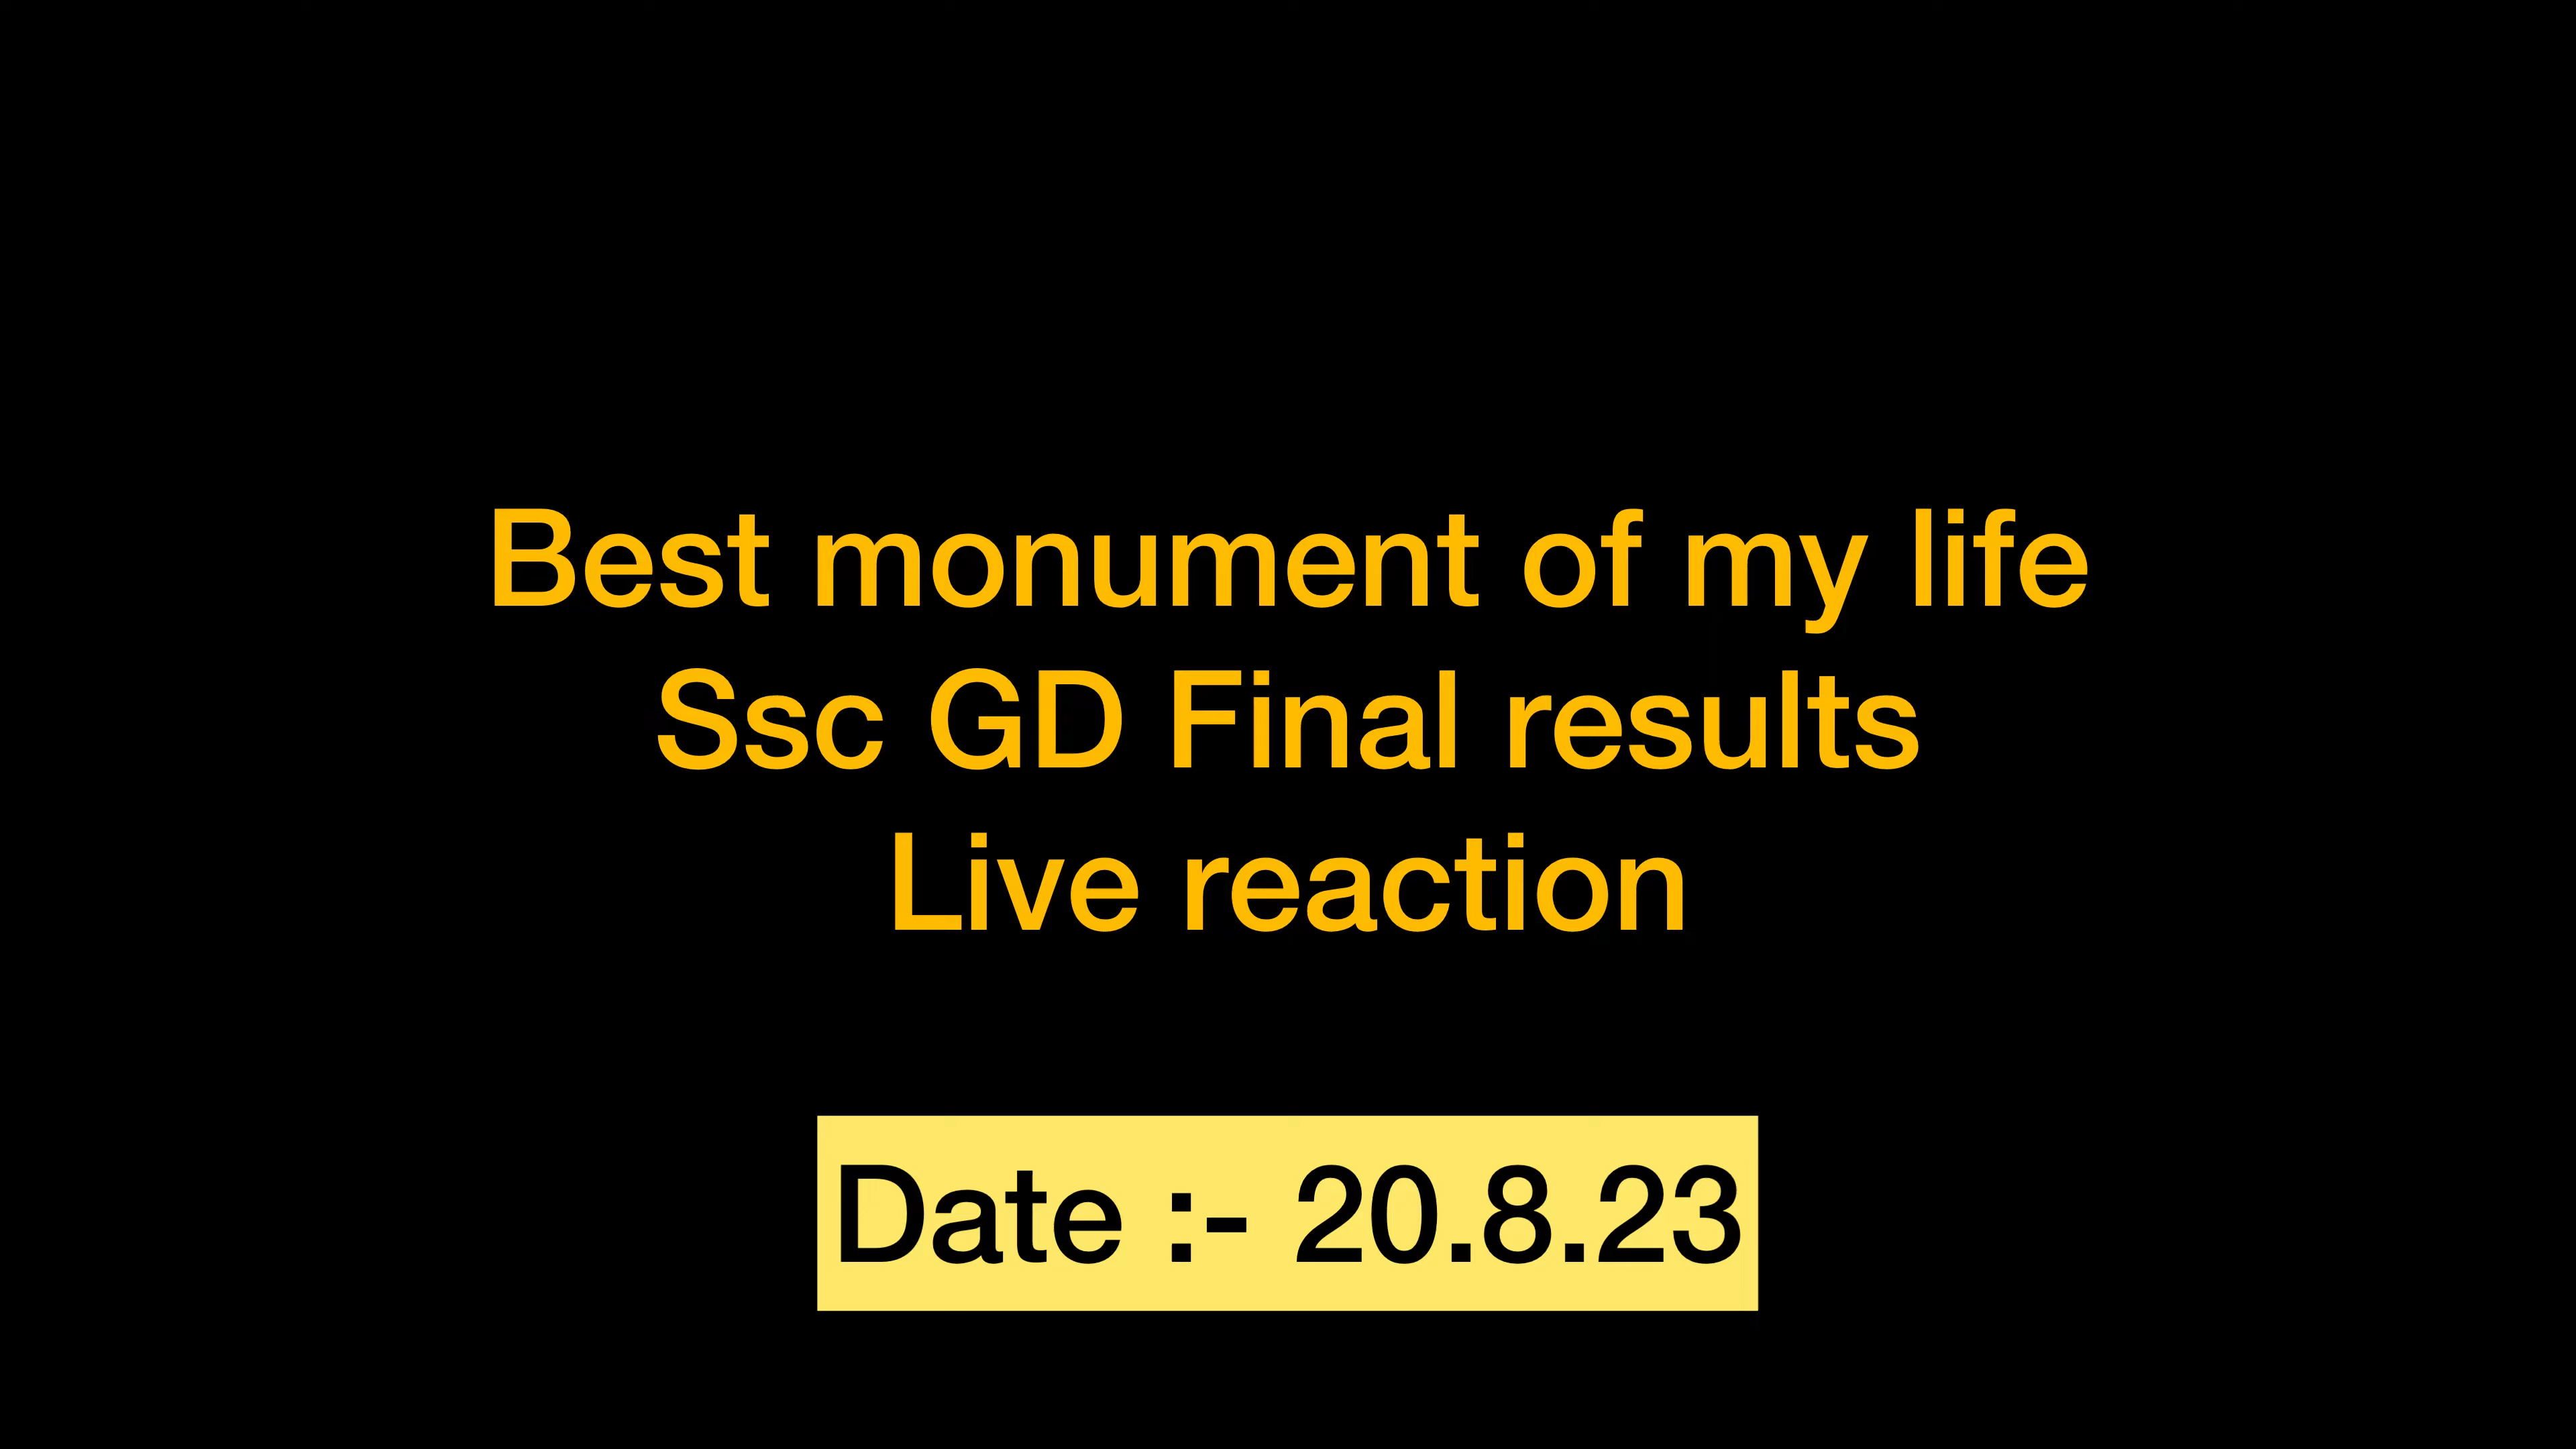 Best monument of my life
Ssc GD Final results
Live reaction
Date :- 20.8.23